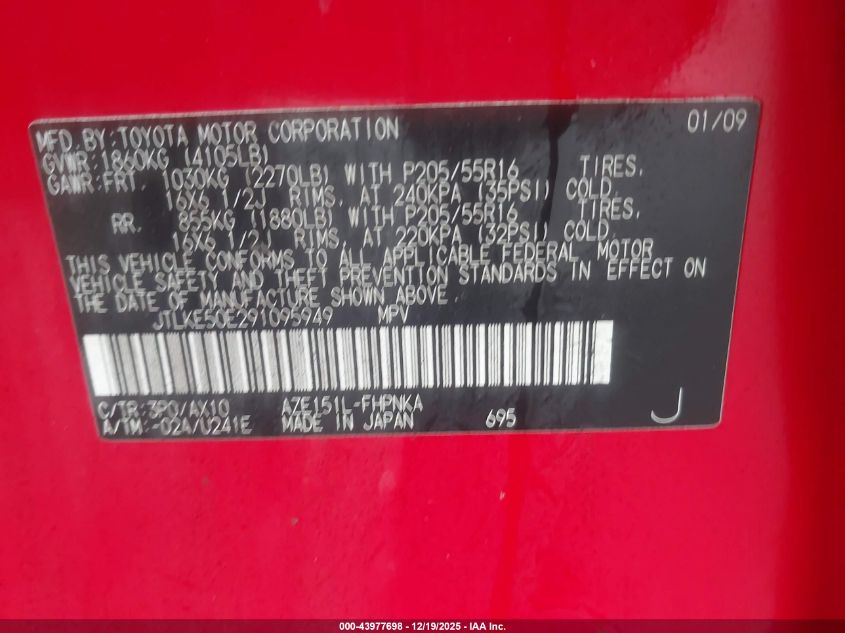 MFD.BY:TOYOTA MOTOR CORPORATION 01/09
GVWR:1860KG (4105LB)
GAWR:FRT. 1030KG (2270LB) WITH P205/55R16 TIRES,
16X6 1/2J RIMS, AT 240KPA (35PSI) COLD.
RR. 855KG (1880LB) WITH P205/55R16 TIRES,
16X6 1/2J RIMS, AT 220KPA (32PSI) COLD.
THIS VEHICLE CONFORMS TO ALL APPLICABLE FEDERAL MOTOR
VEHICLE SAFETY AND THEFT PREVENTION STANDARDS IN EFFECT ON
THE DATE OF MANUFACTURE SHOWN ABOVE.
JTLKE50E291095949 MPV
C/TR:3P0/AX10 AZE151L-FHPNKA
A/TM:-02A/U241E MADE IN JAPAN 695 J
000-43977698 - 12/19/2025 - IAA Inc.